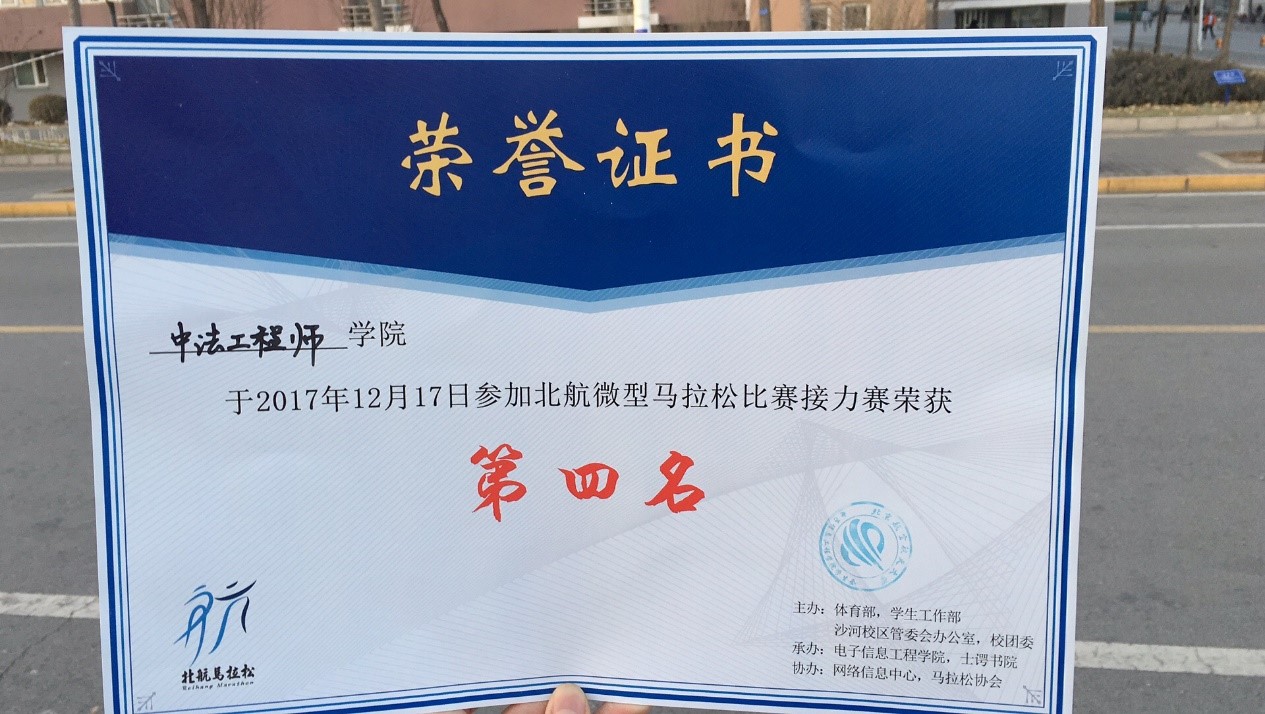 荣誉证书
中法工程师 学院
于2017年12月17日参加北航微型马拉松比赛接力赛荣获
第四名
主办：体育部，学生工作部
沙河校区管委会办公室，校团委
承办：电子信息工程学院，士谔书院
协办：网络信息中心，马拉松协会
北航马拉松
Beihang Marathon